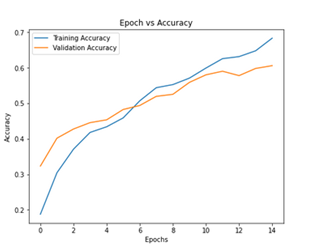 Epoch vs Accuracy
Training Accuracy
Validation Accuracy
0.7
0.6
0.5
0.4
0.3
0.2
Accuracy
0 2 4 6 8 10 12 14
Epochs